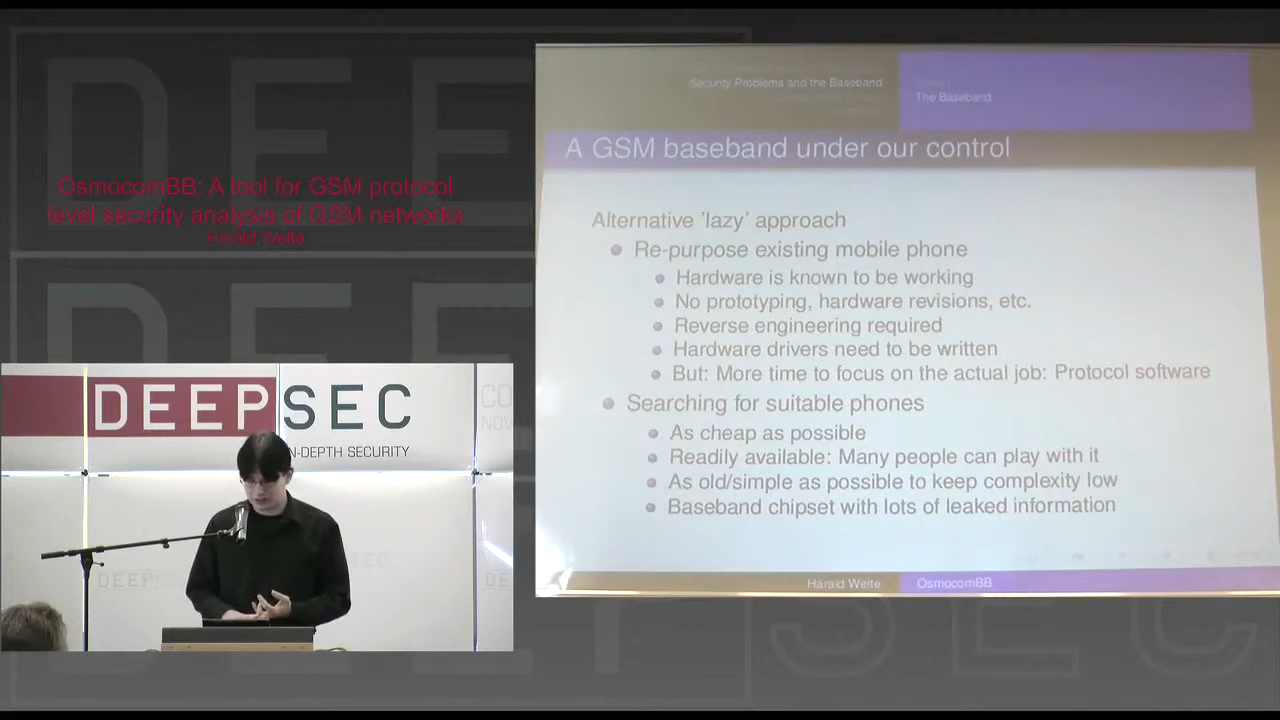 OsmocomBB: A tool for GSM protocol
level security analysis of GSM networks
Harald Welte
DEEPSEC
N-DEPTH SECURITY
DEEP
Security Problems and the Baseband
The Baseband
A GSM baseband under our control
Alternative 'lazy' approach
Re-purpose existing mobile phone
Hardware is known to be working
No prototyping, hardware revisions, etc.
Reverse engineering required
Hardware drivers need to be written
But: More time to focus on the actual job: Protocol software
Searching for suitable phones
As cheap as possible
Readily available: Many people can play with it
As old/simple as possible to keep complexity low
Baseband chipset with lots of leaked information
Harald Welte
OsmocomBB